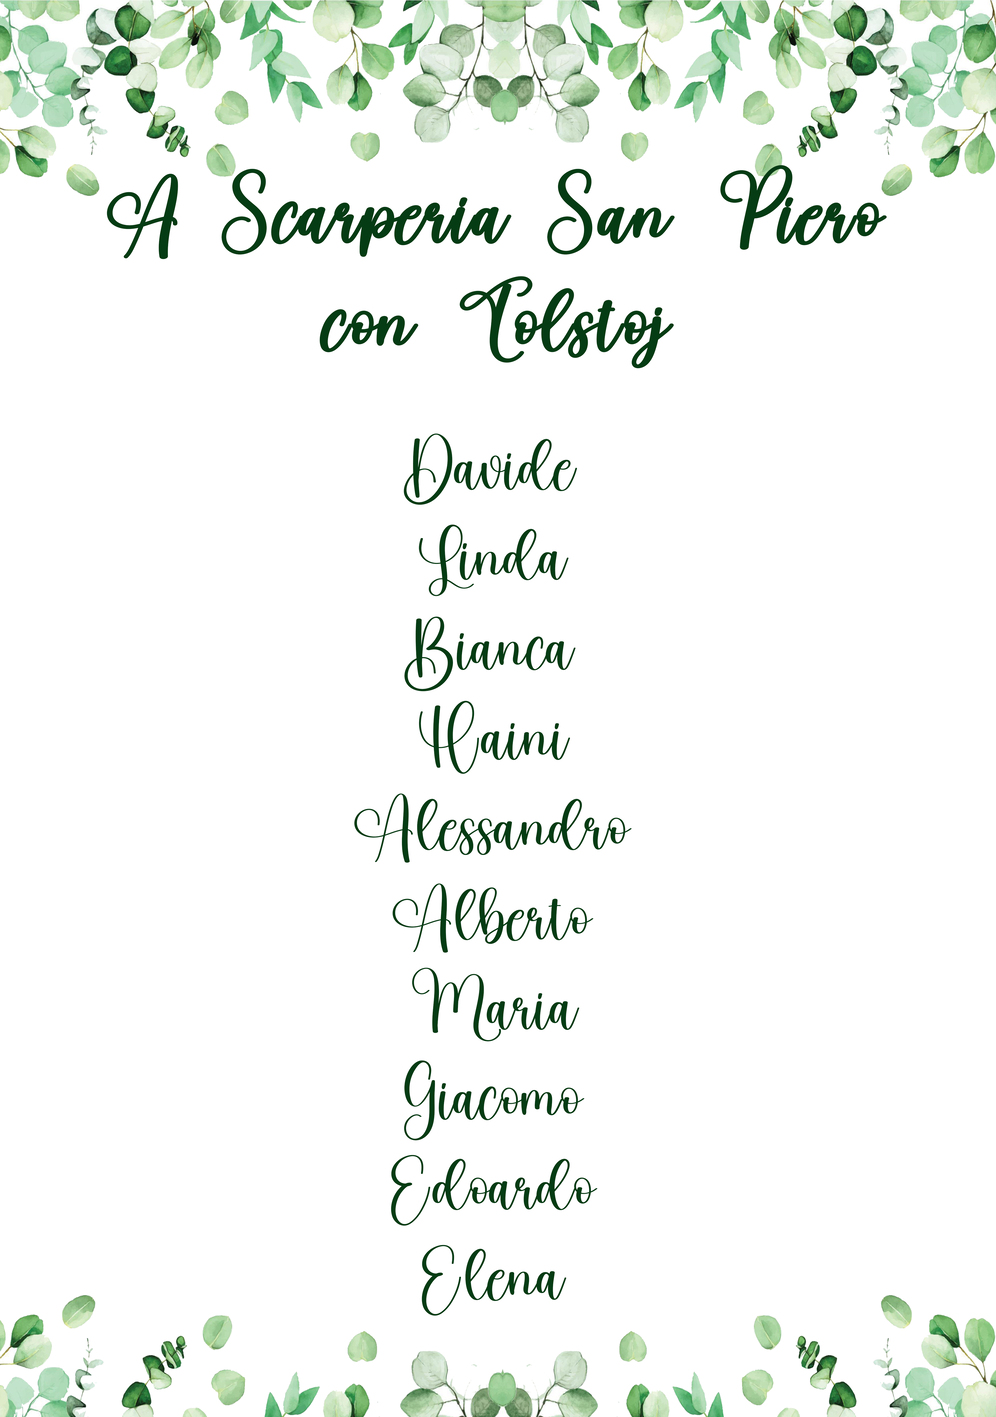 A Scarperia San Piero
con Tolstoj
Davide
Linda
Bianca
Haini
Alessandro
Alberto
Maria
Giacomo
Edoardo
Elena